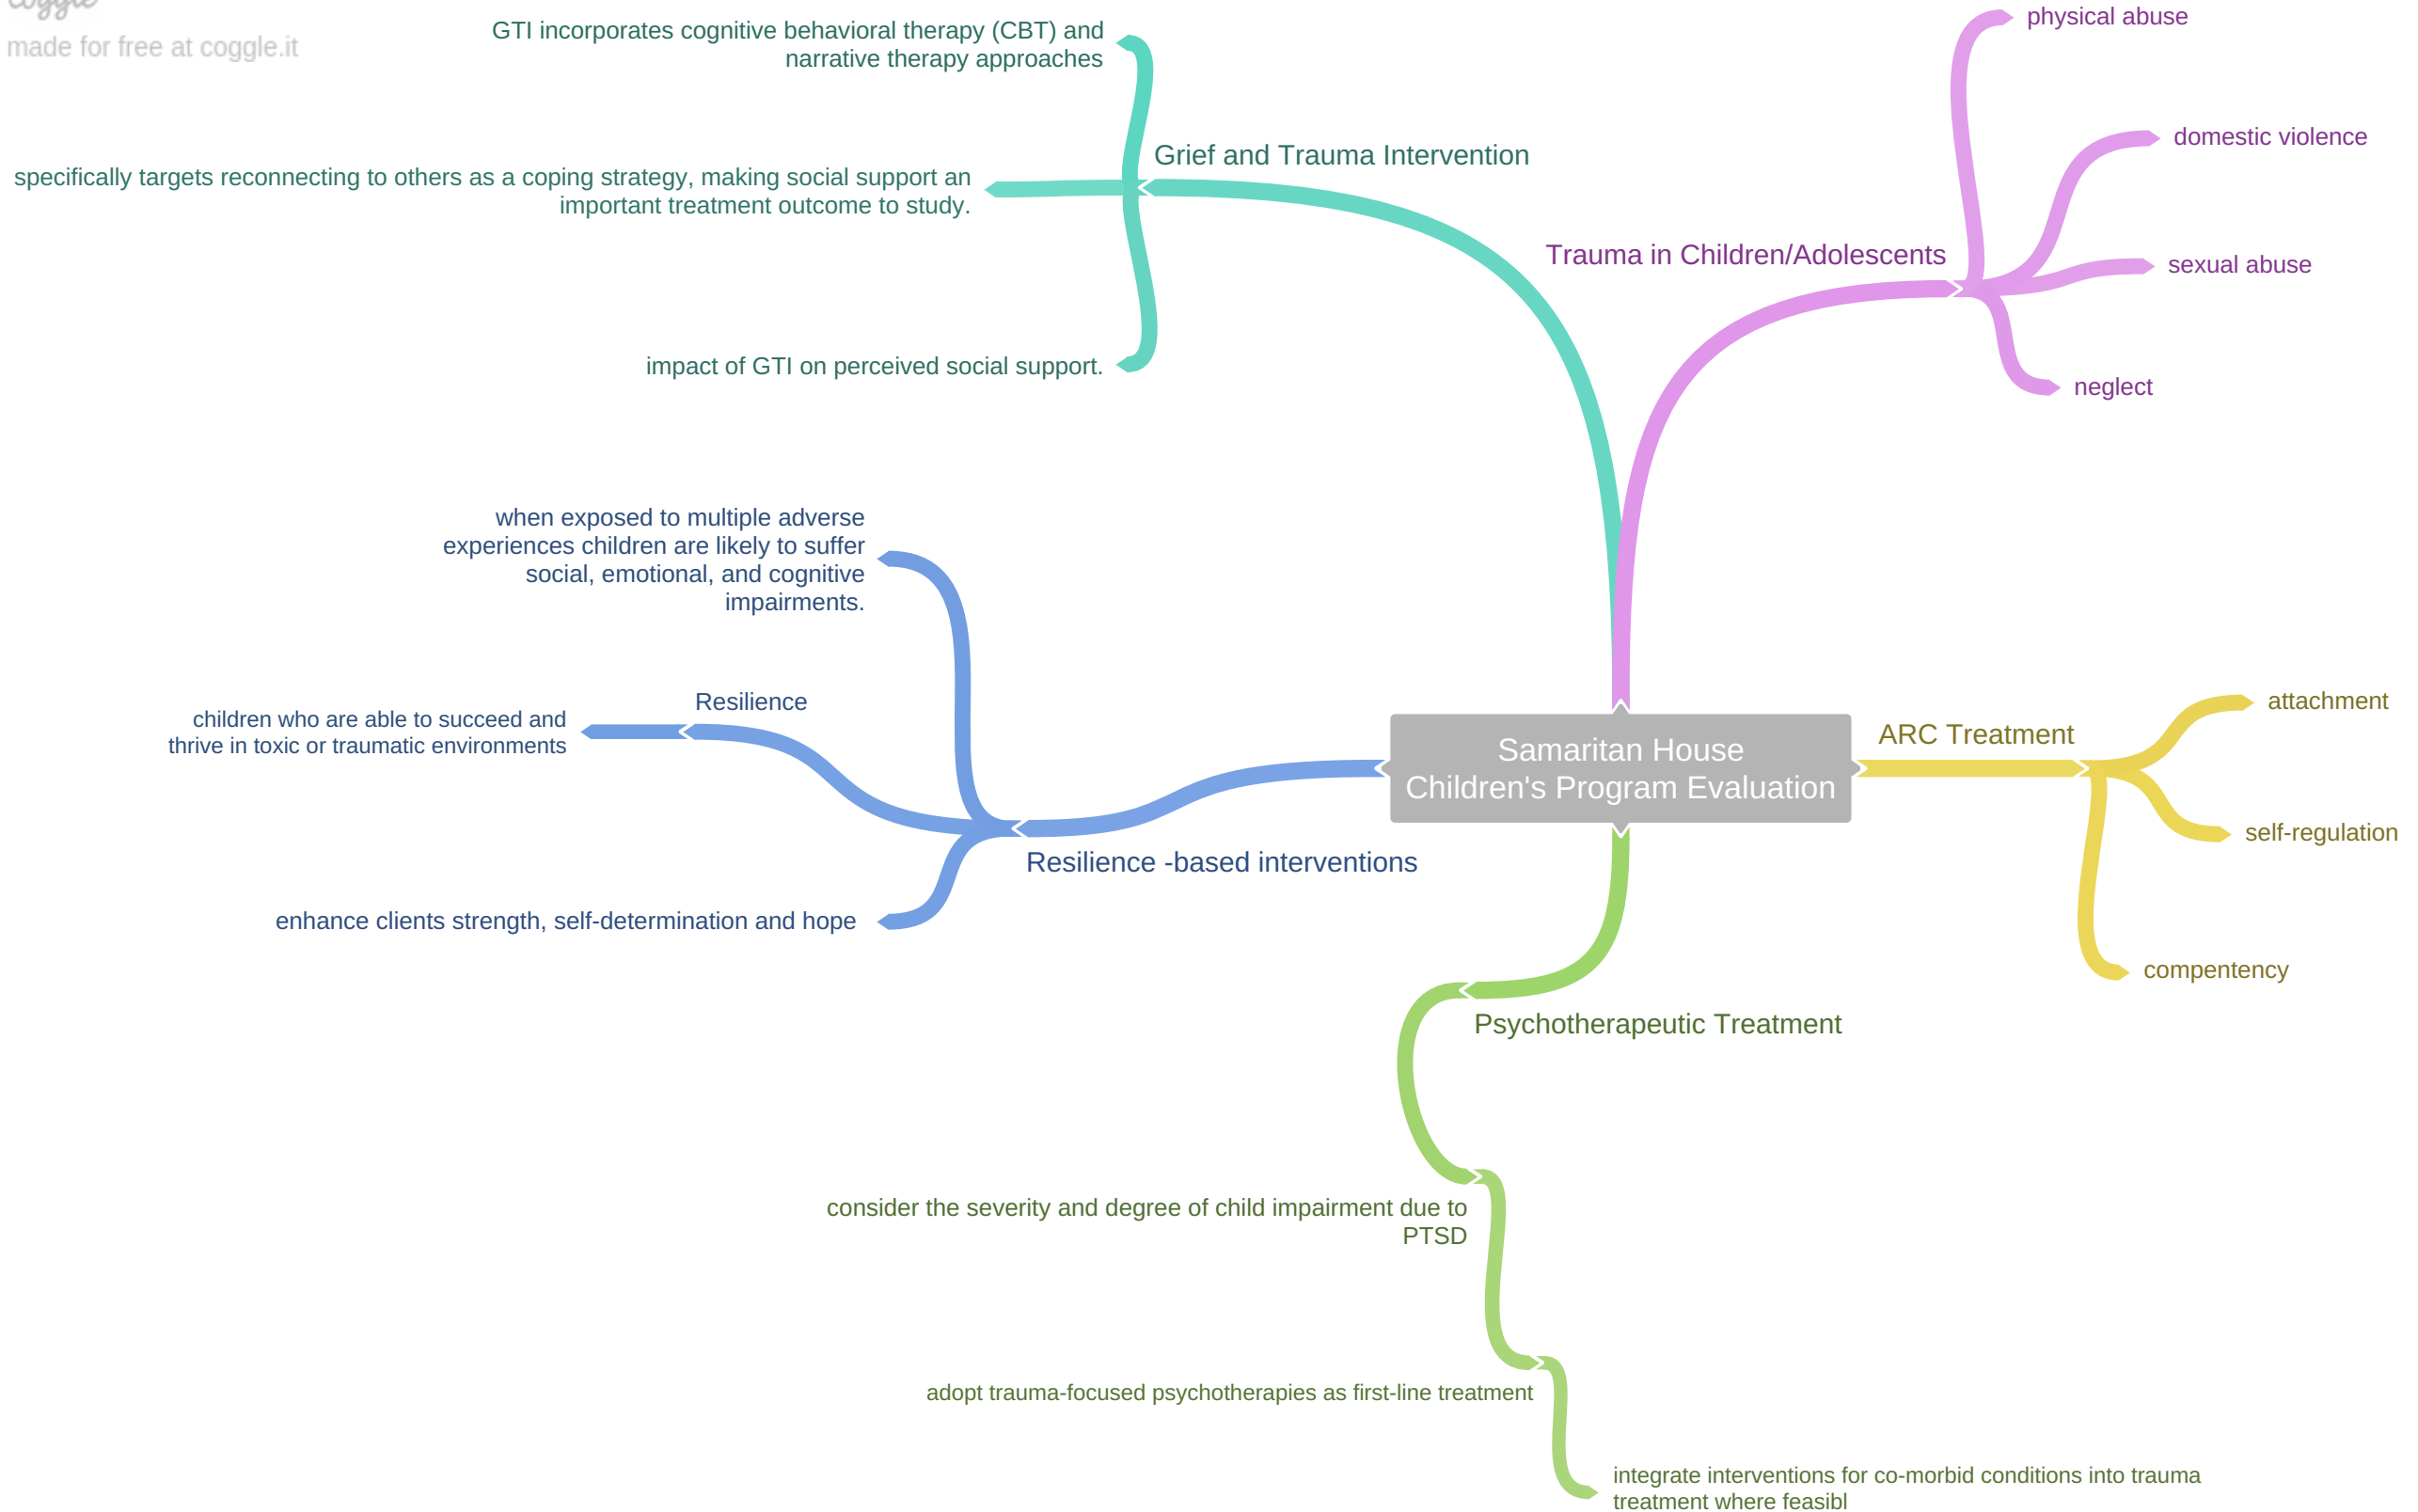 coggle
made for free at coggle.it
GTI incorporates cognitive behavioral therapy (CBT) and
narrative therapy approaches
Grief and Trauma Intervention
specifically targets reconnecting to others as a coping strategy, making social support an
important treatment outcome to study.
impact of GTI on perceived social support.
physical abuse
domestic violence
Trauma in Children/Adolescents
sexual abuse
neglect
when exposed to multiple adverse
experiences children are likely to suffer
social, emotional, and cognitive
impairments.
Resilience
children who are able to succeed and
thrive in toxic or traumatic environments
Resilience -based interventions
enhance clients strength, self-determination and hope
Samaritan House
Children's Program Evaluation
ARC Treatment
attachment
self-regulation
compentency
Psychotherapeutic Treatment
consider the severity and degree of child impairment due to
PTSD
adopt trauma-focused psychotherapies as first-line treatment
integrate interventions for co-morbid conditions into trauma
treatment where feasibl